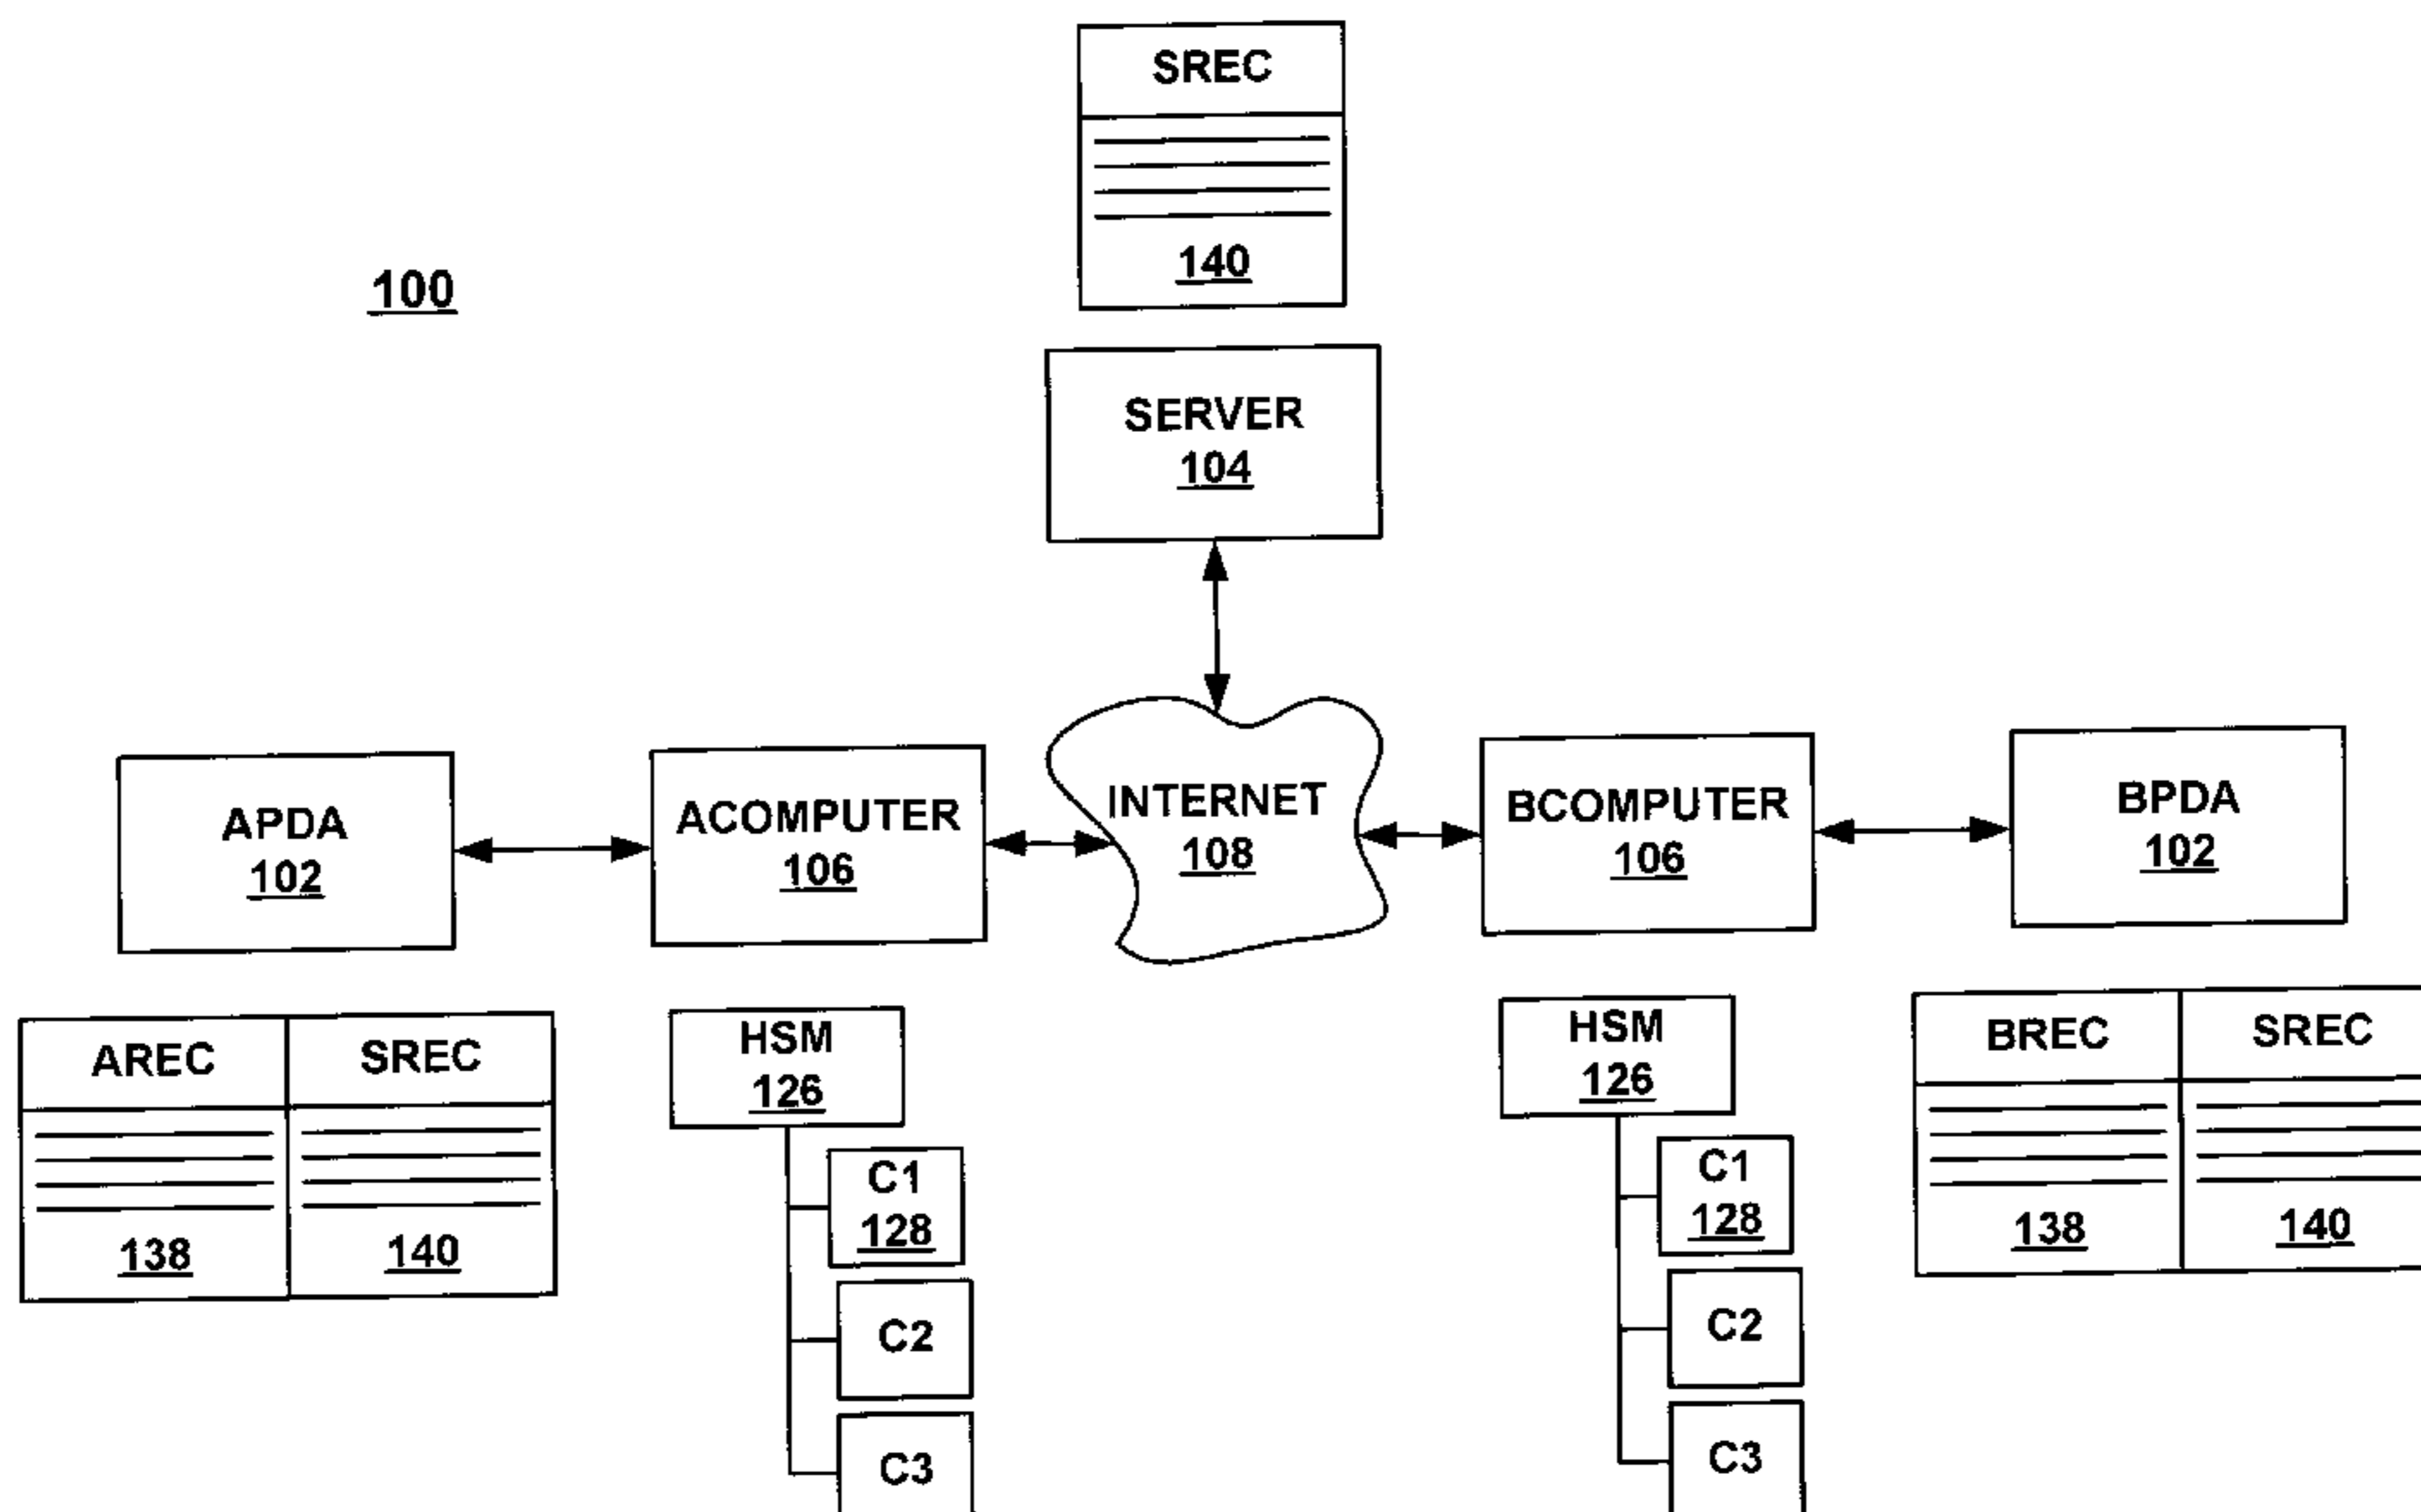 SREC
140
100
SERVER
104
APDA
102
ACOMPUTER
106
INTERNET
108
BCOMPUTER
106
BPDA
102
AREC
SREC
138
140
HSM
126
C1
128
C2
C3
HSM
126
C1
128
C2
C3
BREC
SREC
138
140